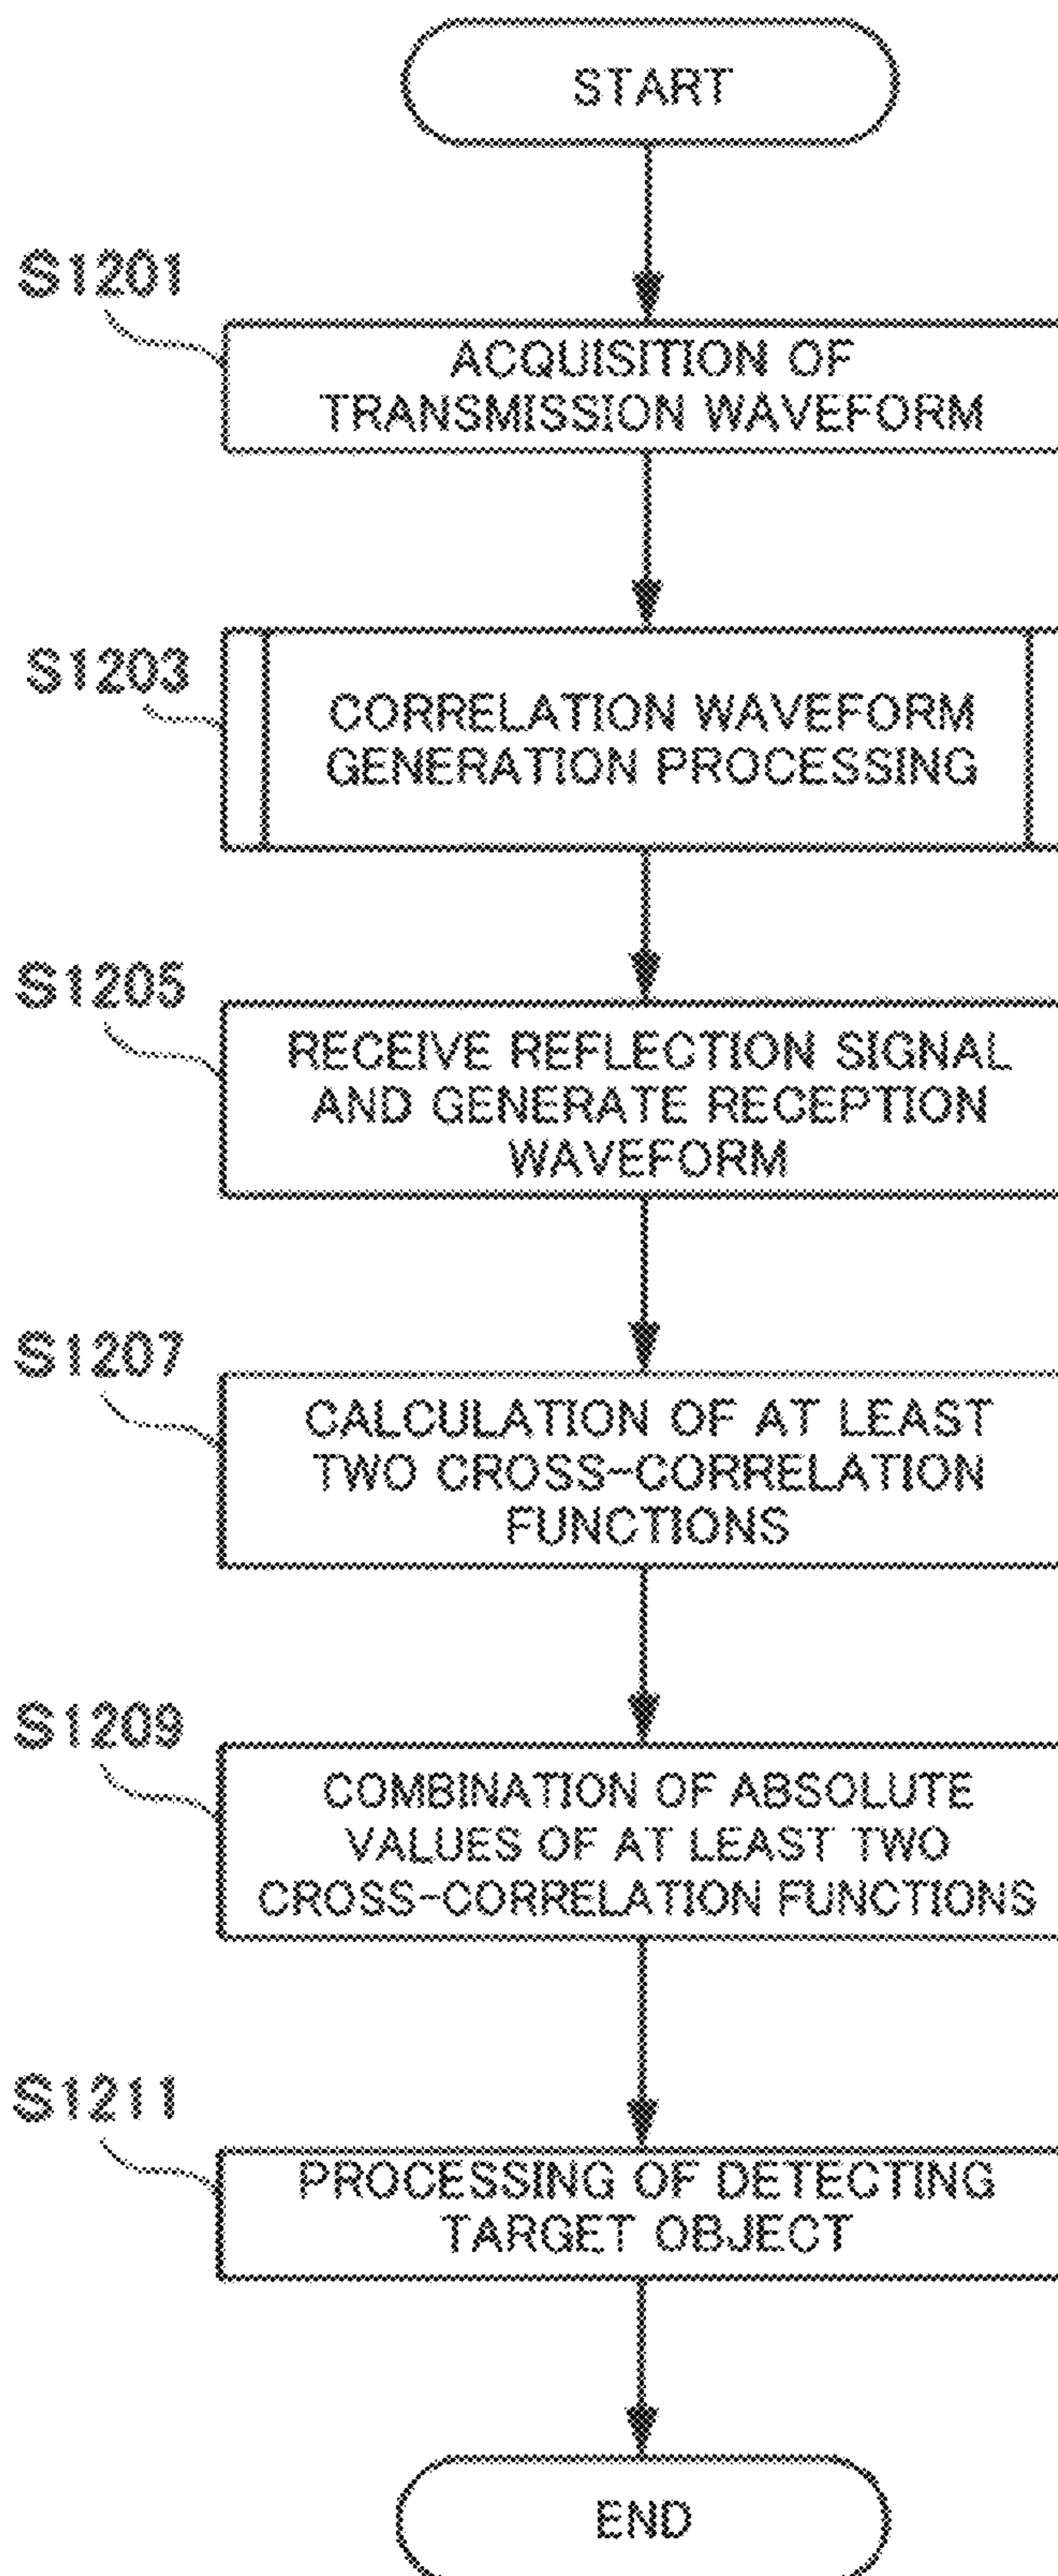 START
S1201
ACQUISITION OF
TRANSMISSION WAVEFORM
S1203
CORRELATION WAVEFORM
GENERATION PROCESSING
S1205
RECEIVE REFLECTION SIGNAL
AND GENERATE RECEPTION
WAVEFORM
S1207
CALCULATION OF AT LEAST
TWO CROSS-CORRELATION
FUNCTIONS
S1209
COMBINATION OF ABSOLUTE
VALUES OF AT LEAST TWO
CROSS-CORRELATION FUNCTIONS
S1211
PROCESSING OF DETECTING
TARGET OBJECT
END